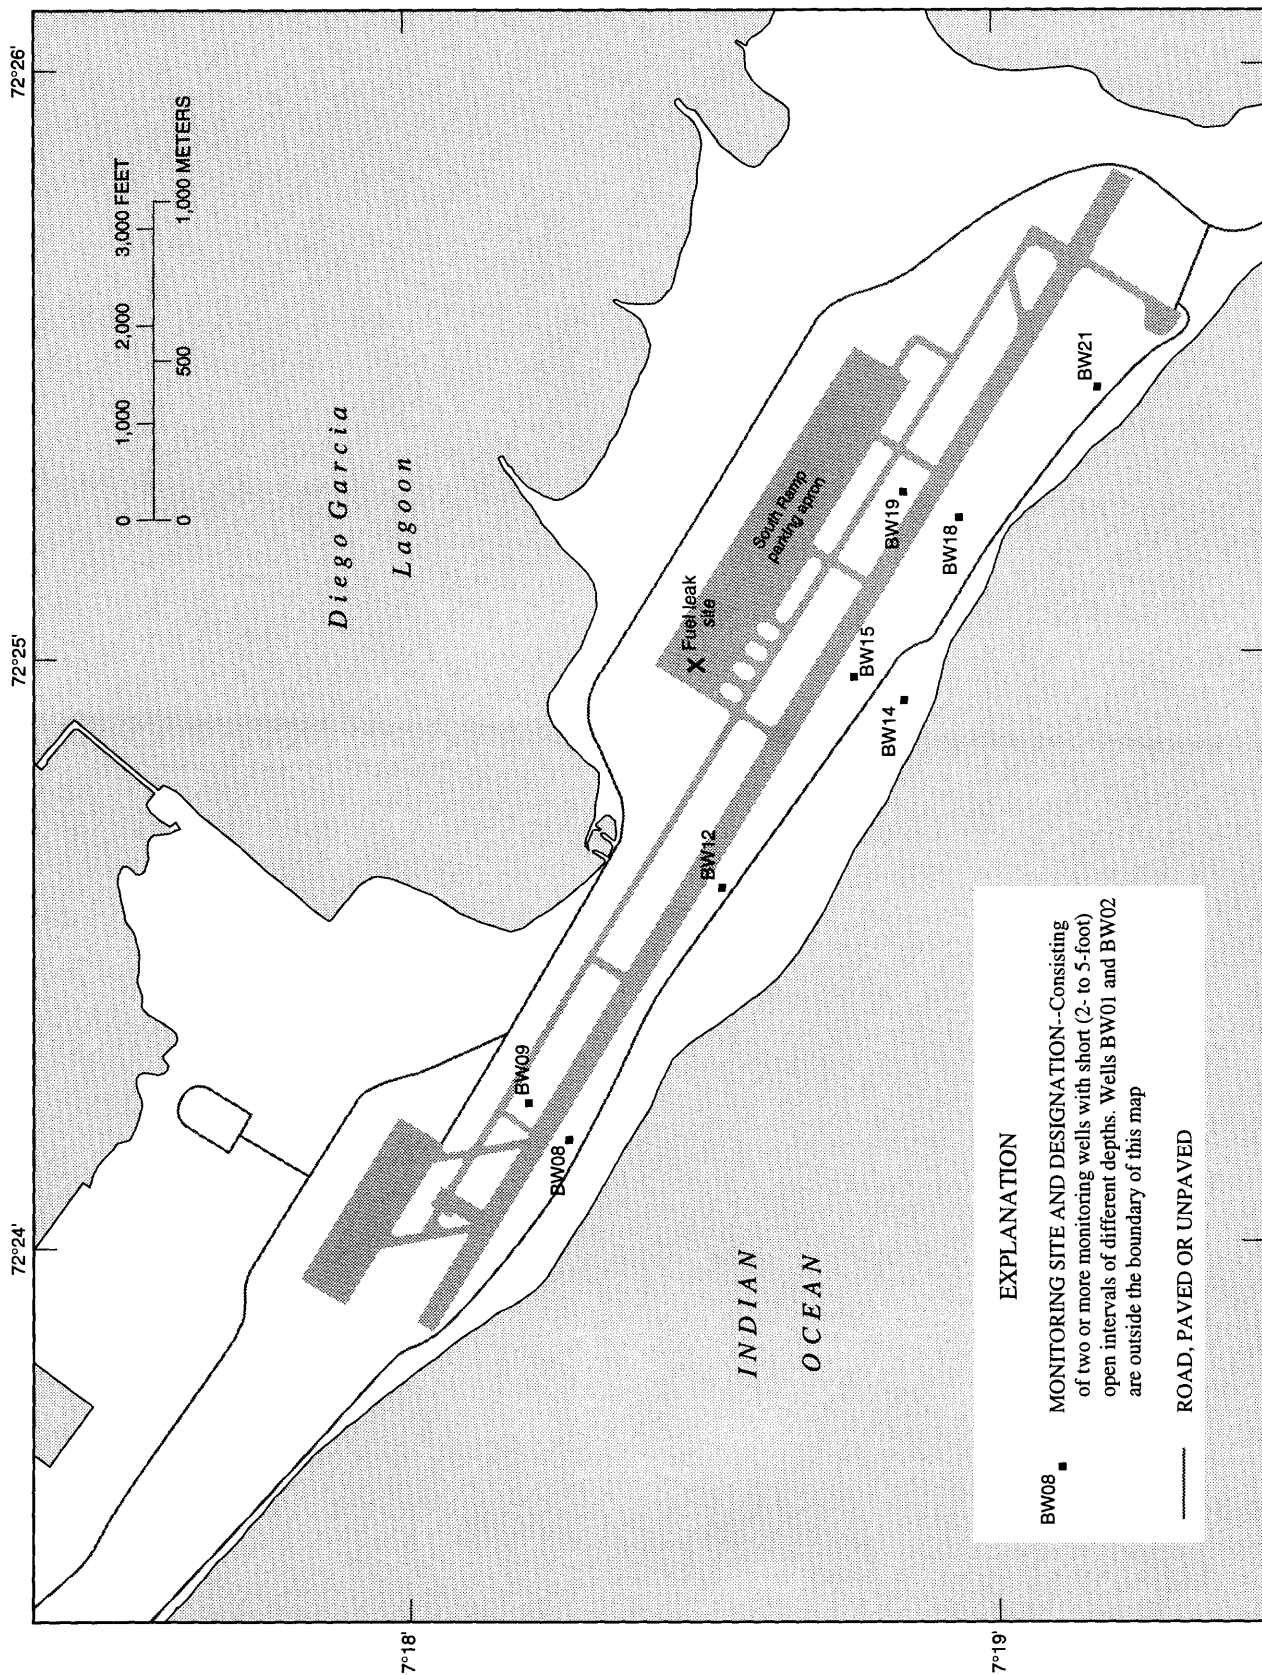 72°24'
72°25'
72°26'
7°18'
7°19'
0 1,000 2,000 3,000 FEET
0 500 1,000 METERS
Diego Garcia
Lagoon
BW09
BW08
BW12
Fuel leak
site
South Ramp
parking apron
BW15
BW14
BW19
BW18
BW21
INDIAN
OCEAN
EXPLANATION
BW08 MONITORING SITE AND DESIGNATION--Consisting
of two or more monitoring wells with short (2- to 5-foot)
open intervals of different depths. Wells BW01 and BW02
are outside the boundary of this map
ROAD, PAVED OR UNPAVED